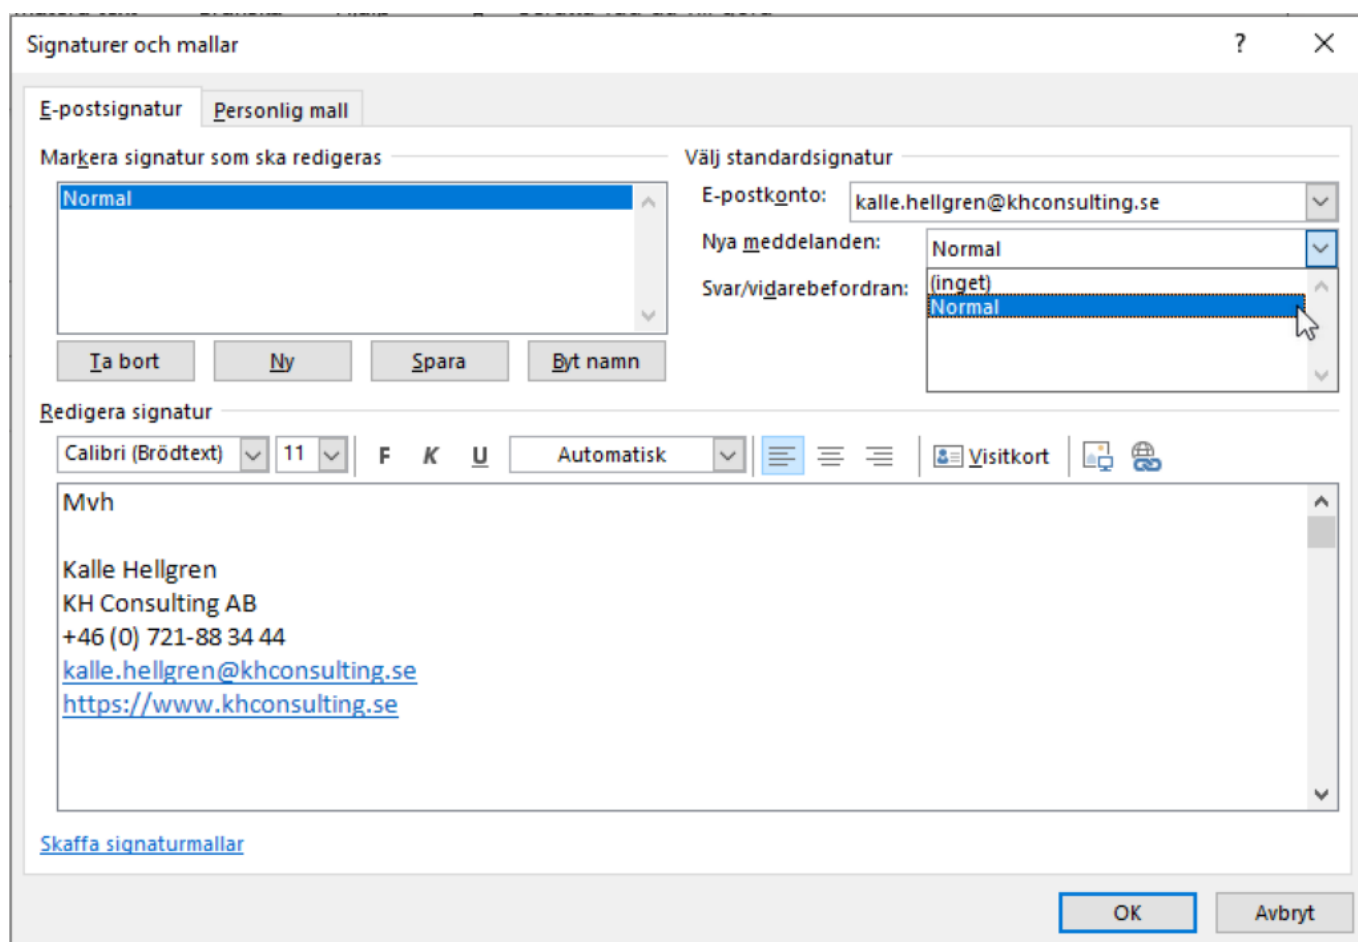 Signaturer och mallar
?
E-postsignatur
Personlig mall
Markera signatur som ska redigeras
Normal
Ta bort
Ny
Spara
Byt namn
Välj standardsignatur
E-postkonto:
kalle.hellgren@khconsulting.se
Nya meddelanden:
Normal
Svar/vidarebefordran:
(inget)
Normal
Redigera signatur
Calibri (Brödtext)
11
F
K
U
Automatisk
Visitkort
Mvh
Kalle Hellgren
KH Consulting AB
+46 (0) 721-88 34 44
kalle.hellgren@khconsulting.se
https://www.khconsulting.se
Skaffa signaturmallar
OK
Avbryt